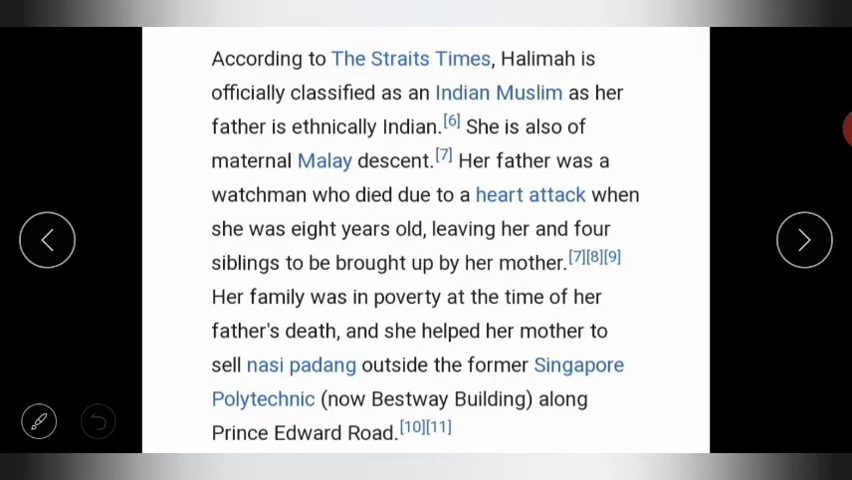 According to The Straits Times, Halimah is
officially classified as an Indian Muslim as her
father is ethnically Indian.[6] She is also of
maternal Malay descent.[7] Her father was a
watchman who died due to a heart attack when
she was eight years old, leaving her and four
siblings to be brought up by her mother.[7][8][9]
Her family was in poverty at the time of her
father's death, and she helped her mother to
sell nasi padang outside the former Singapore
Polytechnic (now Bestway Building) along
Prince Edward Road.[10][11]